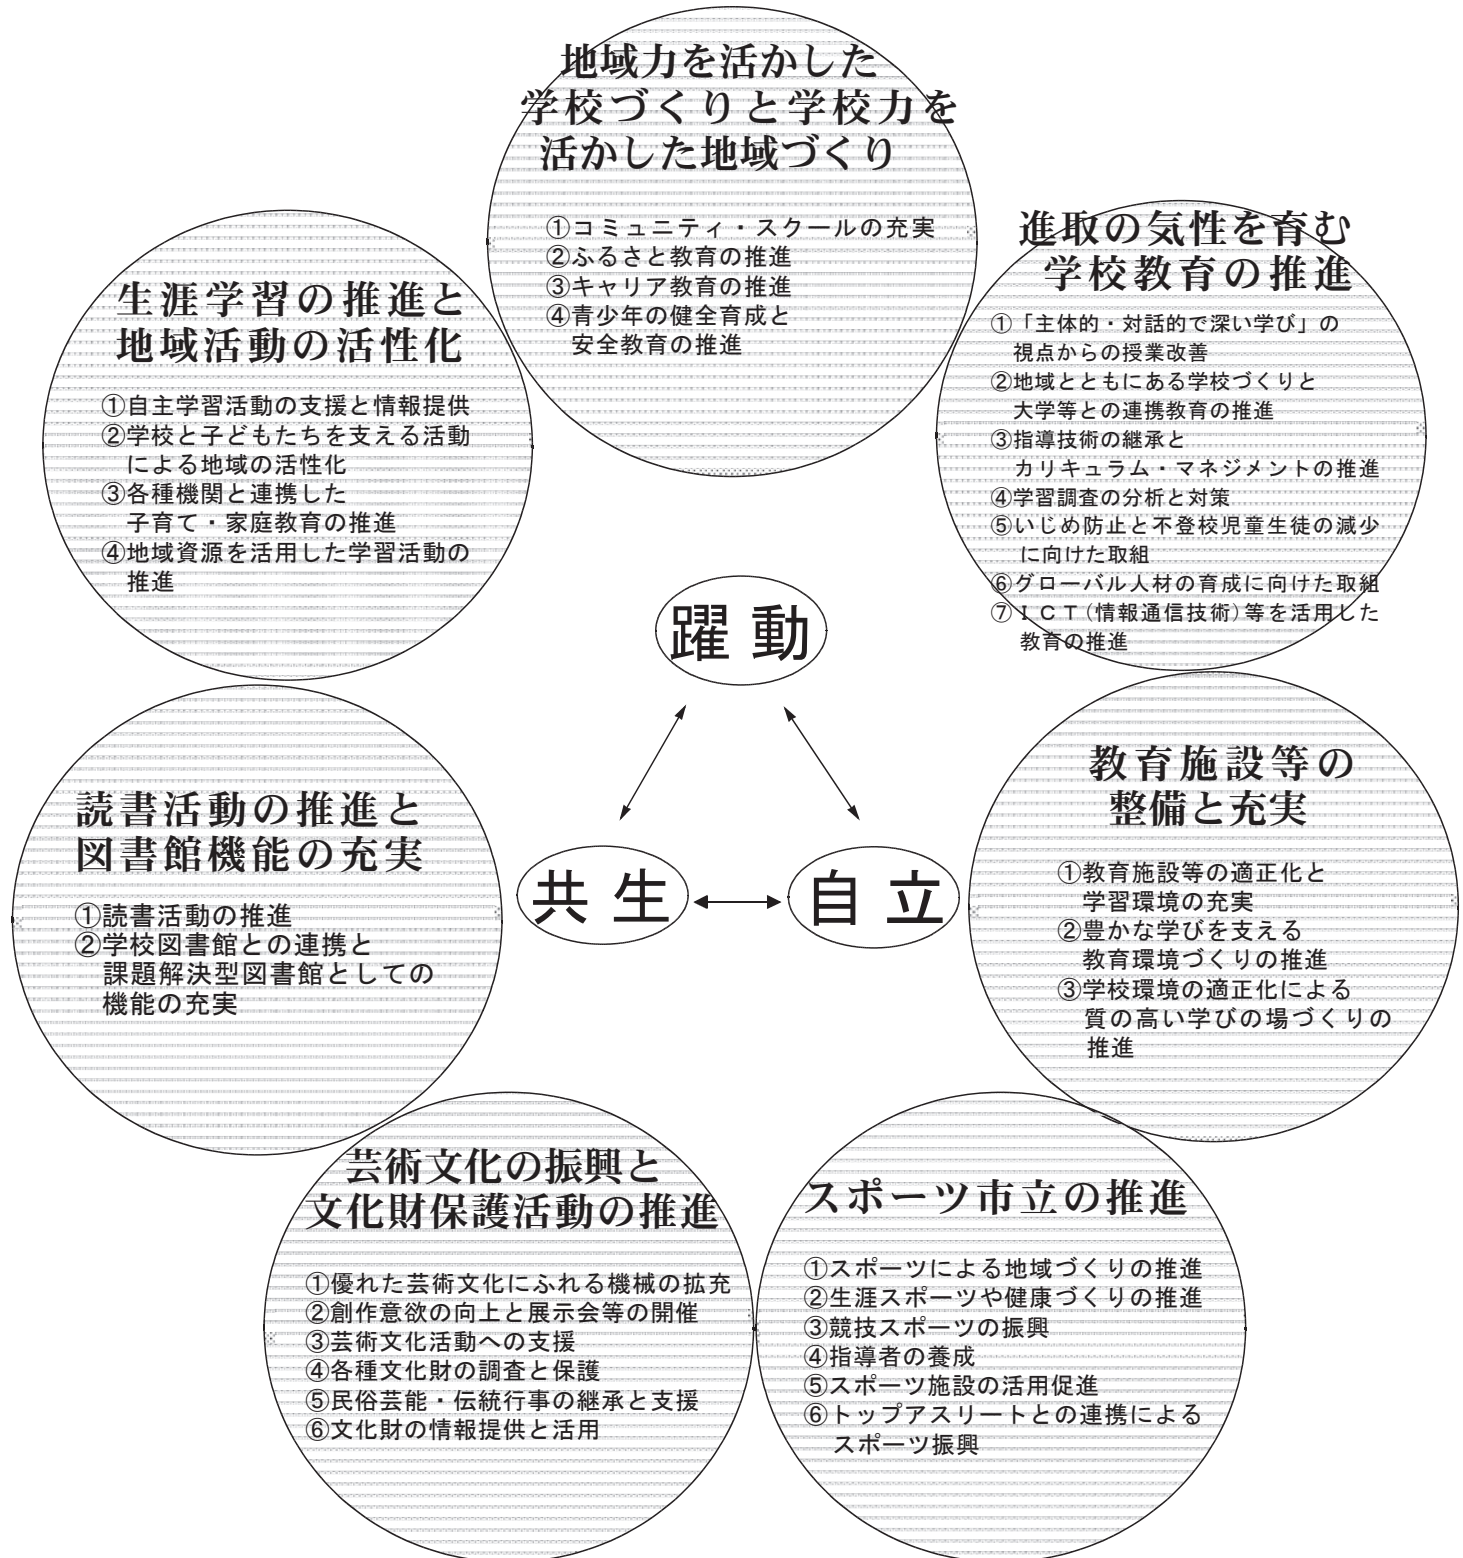 地域力を活かした
学校づくりと学校力を
活かした地域づくり
①コミュニティ・スクールの充実
②ふるさと教育の推進
③キャリア教育の推進
④青少年の健全育成と
安全教育の推進
進取の気性を育む
学校教育の推進
①「主体的・対話的で深い学び」の
視点からの授業改善
②地域とともにある学校づくりと
大学等との連携教育の推進
③指導技術の継承と
カリキュラム・マネジメントの推進
④学習調査の分析と対策
⑤いじめ防止と不登校児童生徒の減少
に向けた取組
⑥グローバル人材の育成に向けた取組
⑦ＩＣＴ(情報通信技術)等を活用した
教育の推進
生涯学習の推進と
地域活動の活性化
①自主学習活動の支援と情報提供
②学校と子どもたちを支える活動
による地域の活性化
③各種機関と連携した
子育て・家庭教育の推進
④地域資源を活用した学習活動の
推進
躍動
共生
自立
教育施設等の
整備と充実
①教育施設等の適正化と
学習環境の充実
②豊かな学びを支える
教育環境づくりの推進
③学校環境の適正化による
質の高い学びの場づくりの
推進
読書活動の推進と
図書館機能の充実
①読書活動の推進
②学校図書館との連携と
課題解決型図書館としての
機能の充実
芸術文化の振興と
文化財保護活動の推進
①優れた芸術文化にふれる機械の拡充
②創作意欲の向上と展示会等の開催
③芸術文化活動への支援
④各種文化財の調査と保護
⑤民俗芸能・伝統行事の継承と支援
⑥文化財の情報提供と活用
スポーツ市立の推進
①スポーツによる地域づくりの推進
②生涯スポーツや健康づくりの推進
③競技スポーツの振興
④指導者の養成
⑤スポーツ施設の活用促進
⑥トップアスリートとの連携による
スポーツ振興